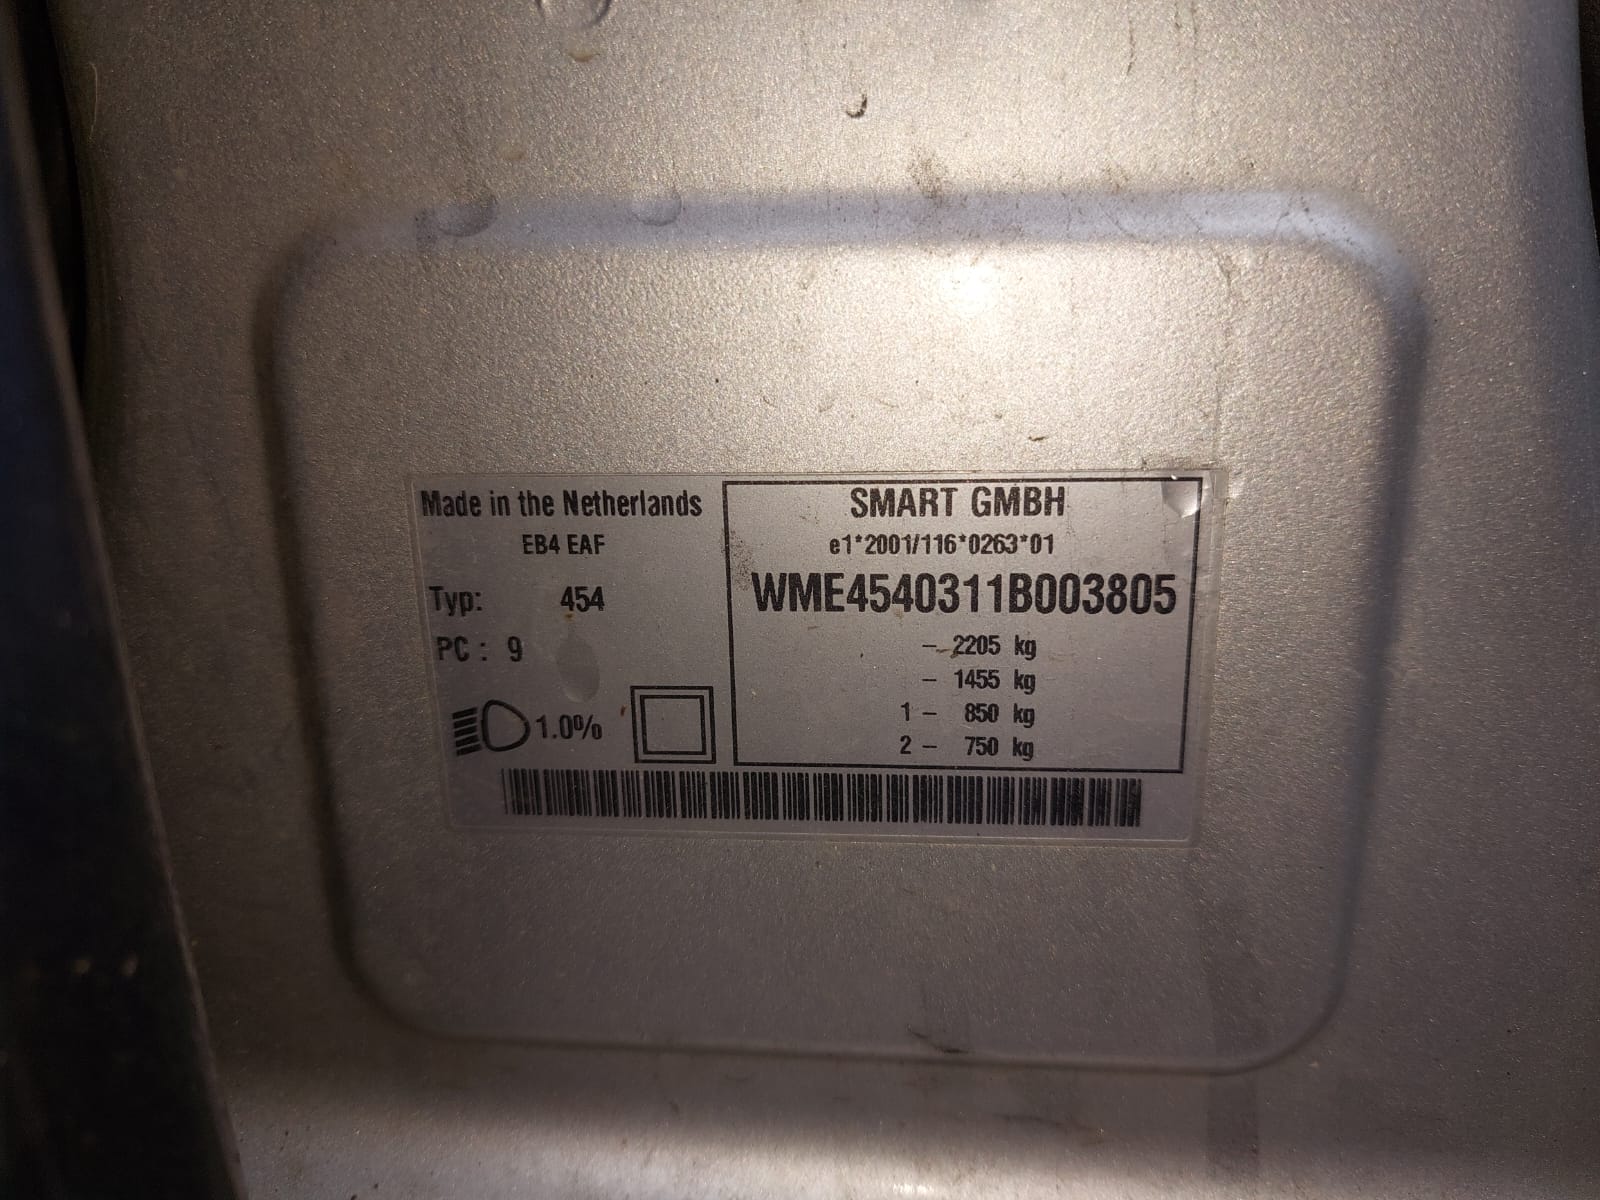 Made in the Netherlands
EB4 EAF
Typ: 454
PC : 9
1.0%
SMART GMBH
e1*2001/116*0263*01
WME4540311B003805
– 2205 kg
– 1455 kg
1 – 850 kg
2 – 750 kg